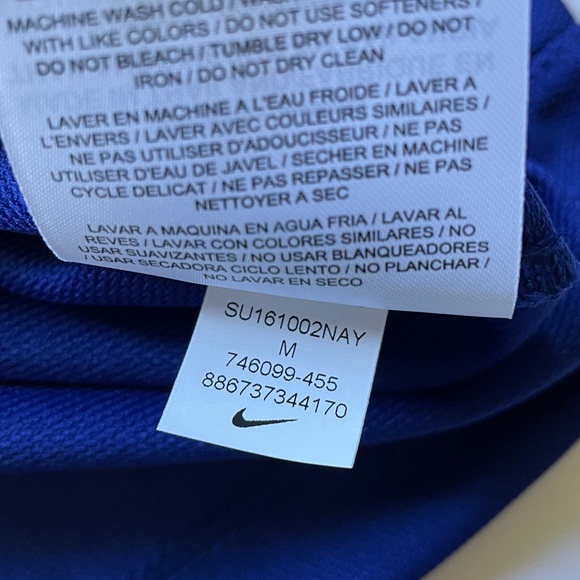 MACHINE WASH COLD /
WITH LIKE COLORS / DO NOT USE SOFTENERS /
DO NOT BLEACH / TUMBLE DRY LOW / DO NOT
IRON / DO NOT DRY CLEAN
LAVER EN MACHINE A L'EAU FROIDE / LAVER A
L'ENVERS / LAVER AVEC COULEURS SIMILAIRES /
NE PAS UTILISER D'ADOUCISSEUR / NE PAS
UTILISER D'EAU DE JAVEL / SECHER EN MACHINE
CYCLE DELICAT / NE PAS REPASSER / NE PAS
NETTOYER A SEC
LAVAR A MAQUINA EN AGUA FRIA / LAVAR AL
REVES / LAVAR CON COLORES SIMILARES / NO
USAR SUAVIZANTES / NO USAR BLANQUEADORES
/ USAR SECADORA CICLO LENTO / NO PLANCHAR /
NO LAVAR EN SECO
SU161002NAY
M
746099-455
886737344170